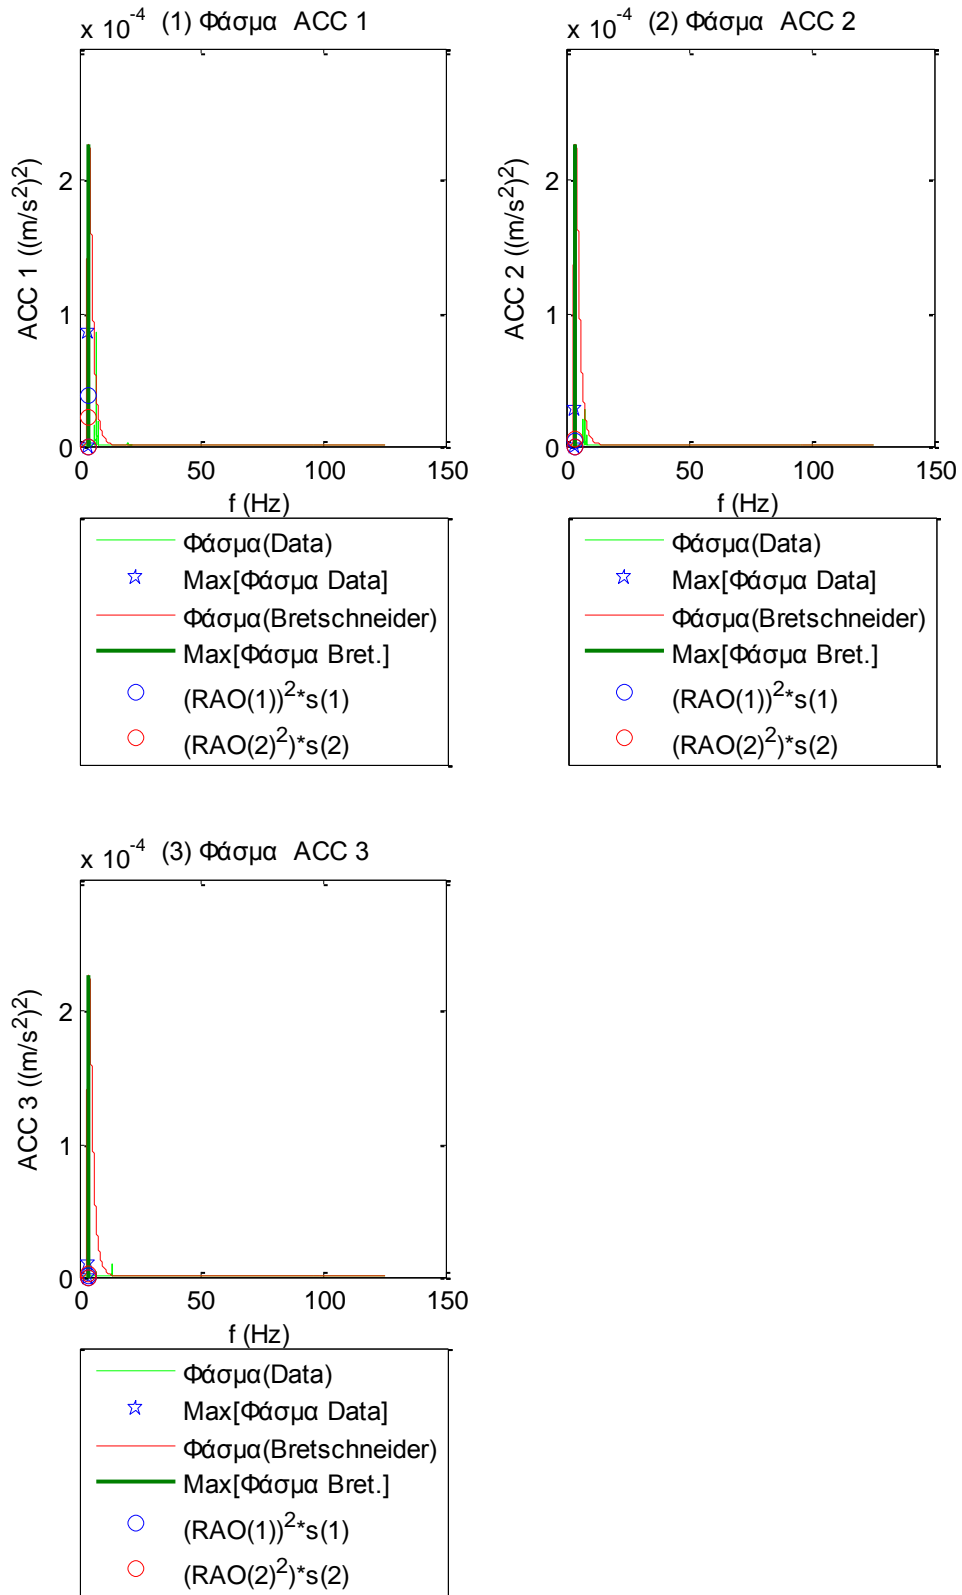 x 10^-4 (1) Φάσμα ACC 1
ACC 1 ((m/s^2)^2)
2
1
0
0 50 100 150
f (Hz)
Φάσμα(Data)
Max[Φάσμα Data]
Φάσμα(Bretschneider)
Max[Φάσμα Bret.]
(RAO(1))^2*s(1)
(RAO(2)^2)*s(2)
x 10^-4 (2) Φάσμα ACC 2
ACC 2 ((m/s^2)^2)
2
1
0
0 50 100 150
f (Hz)
Φάσμα(Data)
Max[Φάσμα Data]
Φάσμα(Bretschneider)
Max[Φάσμα Bret.]
(RAO(1))^2*s(1)
(RAO(2)^2)*s(2)
x 10^-4 (3) Φάσμα ACC 3
ACC 3 ((m/s^2)^2)
2
1
0
0 50 100 150
f (Hz)
Φάσμα(Data)
Max[Φάσμα Data]
Φάσμα(Bretschneider)
Max[Φάσμα Bret.]
(RAO(1))^2*s(1)
(RAO(2)^2)*s(2)